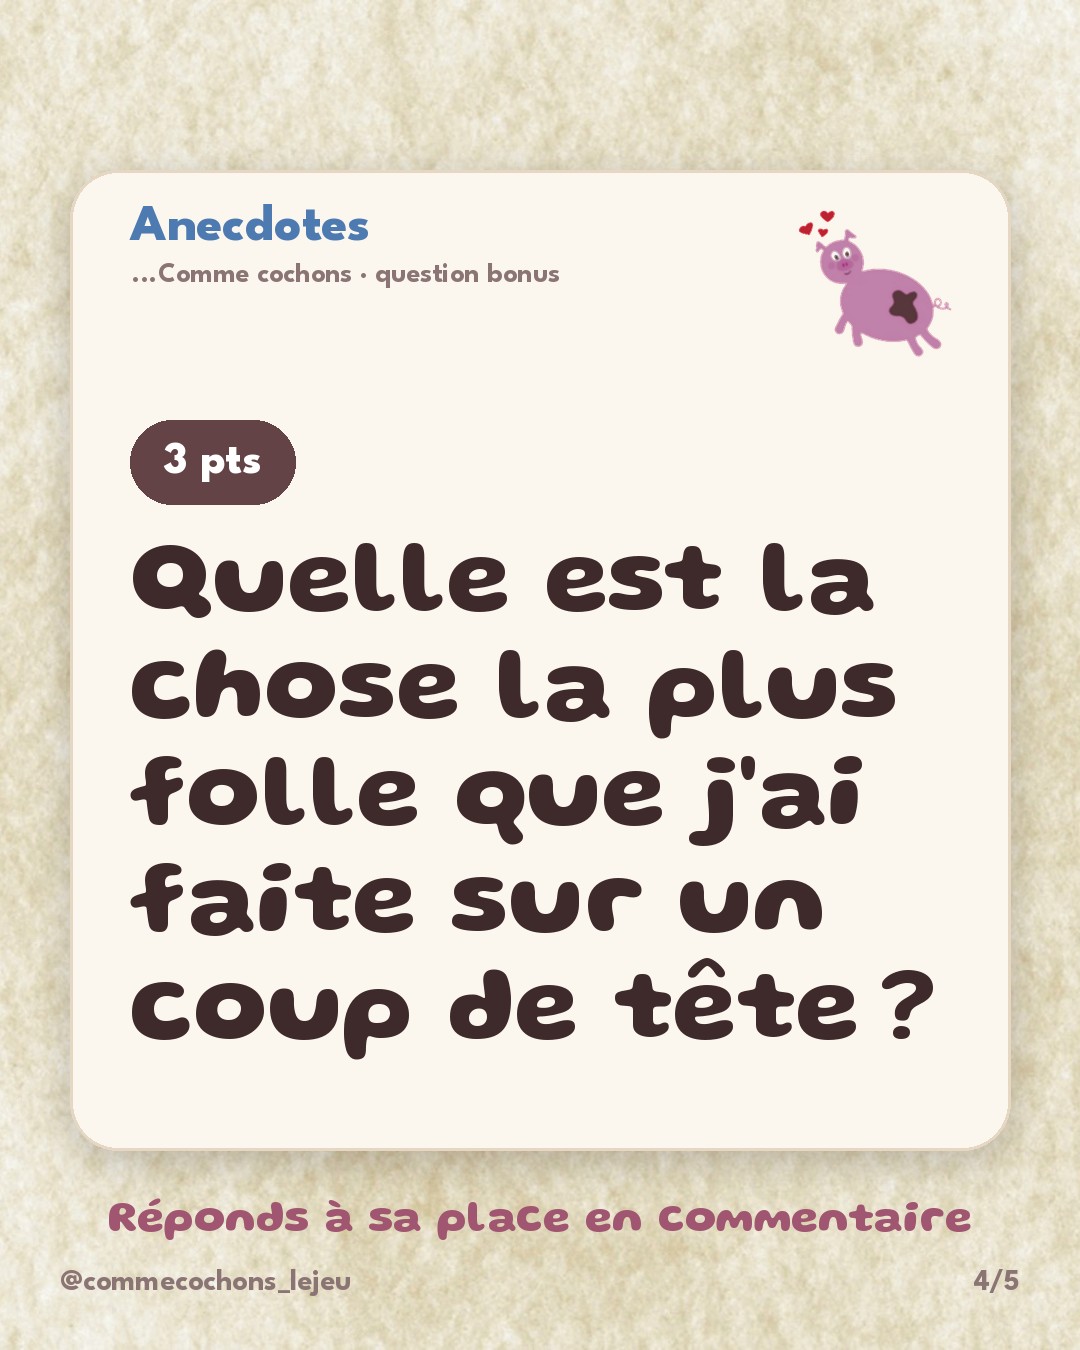 Anecdotes
...Comme cochons · question bonus
3 pts
Quelle est la
chose la plus
folle que j'ai
faite sur un
coup de tête ?
Réponds à sa place en commentaire
@commecochons_lejeu
4/5